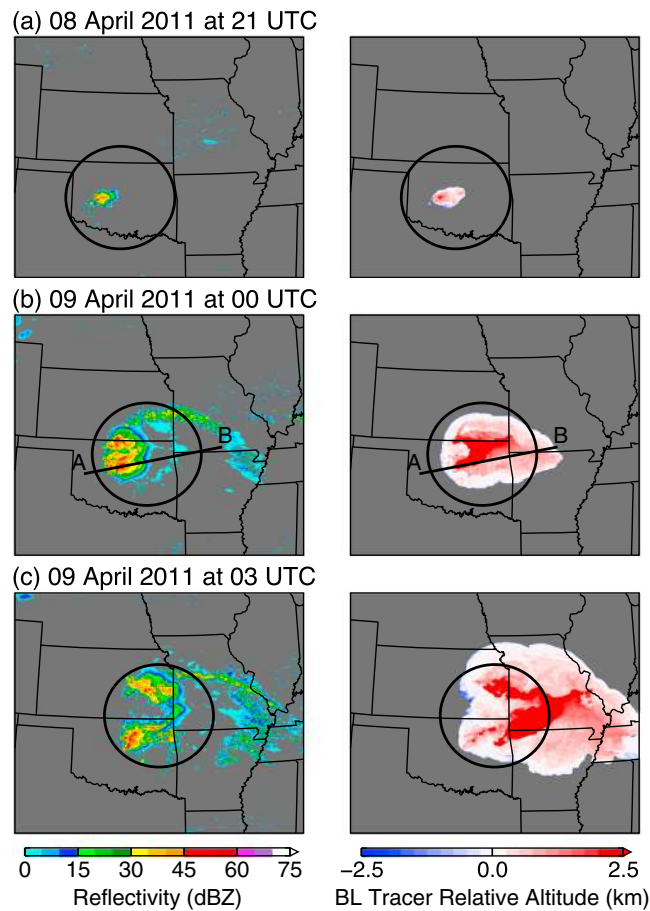 (a) 08 April 2011 at 21 UTC
(b) 09 April 2011 at 00 UTC
A B
A B
(c) 09 April 2011 at 03 UTC
0 15 30 45 60 75
−2.5 0.0 2.5
Reflectivity (dBZ)
BL Tracer Relative Altitude (km)